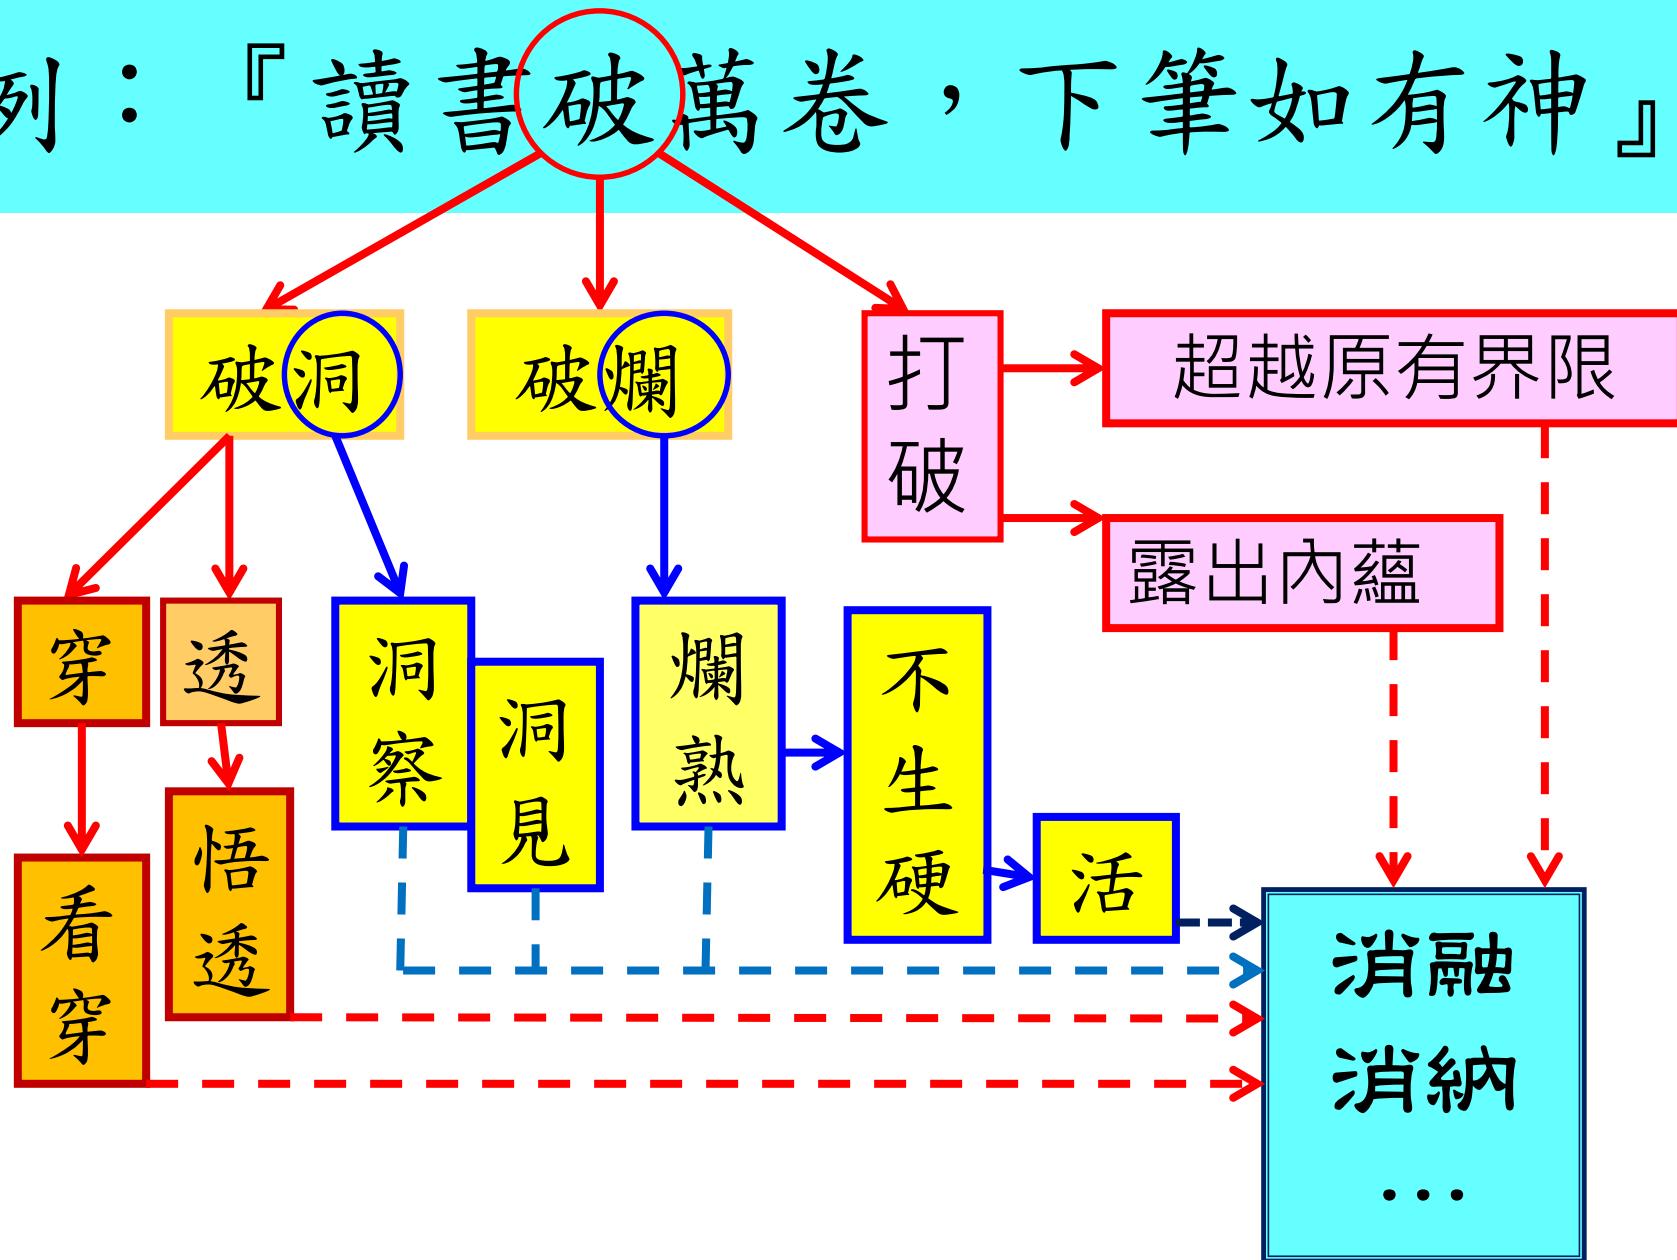 例：『讀書破萬卷，下筆如有神』
破洞
破爛
打破
超越原有界限
露出內蘊
穿
透
洞察
洞見
爛熟
不生硬
活
看穿
悟透
消融
消納
…